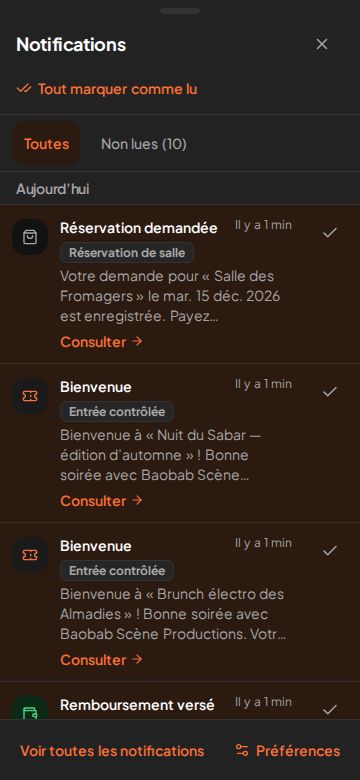 Notifications
Tout marquer comme lu
Toutes
Non lues (10)
Aujourd’hui
Réservation demandée Il y a 1 min
Réservation de salle
Votre demande pour « Salle des
Fromagers » le mar. 15 déc. 2026
est enregistrée. Payez…
Consulter →
Bienvenue Il y a 1 min
Entrée contrôlée
Bienvenue à « Nuit du Sabar —
édition d’automne » ! Bonne
soirée avec Baobab Scène…
Consulter →
Bienvenue Il y a 1 min
Entrée contrôlée
Bienvenue à « Brunch électro des
Almadies » ! Bonne soirée avec
Baobab Scène Productions. Votr…
Consulter →
Remboursement versé Il y a 1 min
Voir toutes les notifications
Préférences